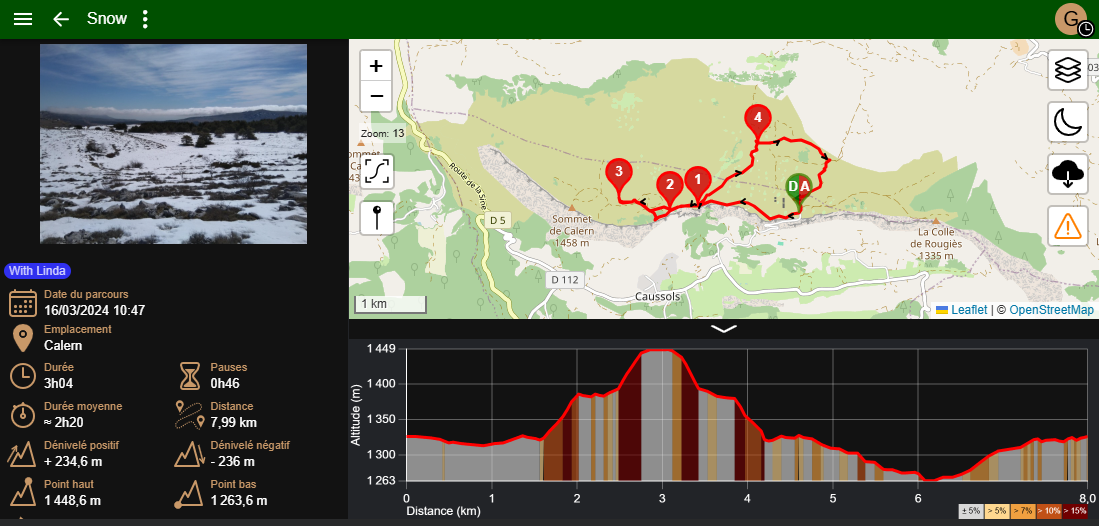 Snow
G
With Linda
Date du parcours
16/03/2024 10:47
Emplacement
Calern
Durée
3h04
Pauses
0h46
Durée moyenne
≈ 2h20
Distance
7,99 km
Dénivelé positif
+ 234,6 m
Dénivelé négatif
- 236 m
Point haut
1 448,6 m
Point bas
1 263,6 m
+
−
Zoom: 13
Route de la Sine
D 5
D 112
Sommet
de Calern
1458 m
3
2
1
4
D A
La Colle
de Rougiès
1335 m
Caussols
1 km
Leaflet | © OpenStreetMap
Altitude (m)
1 449
1 400
1 350
1 300
1 263
0
1
2
3
4
5
6
8,0
Distance (km)
± 5%
> 5%
> 7%
> 10%
> 15%